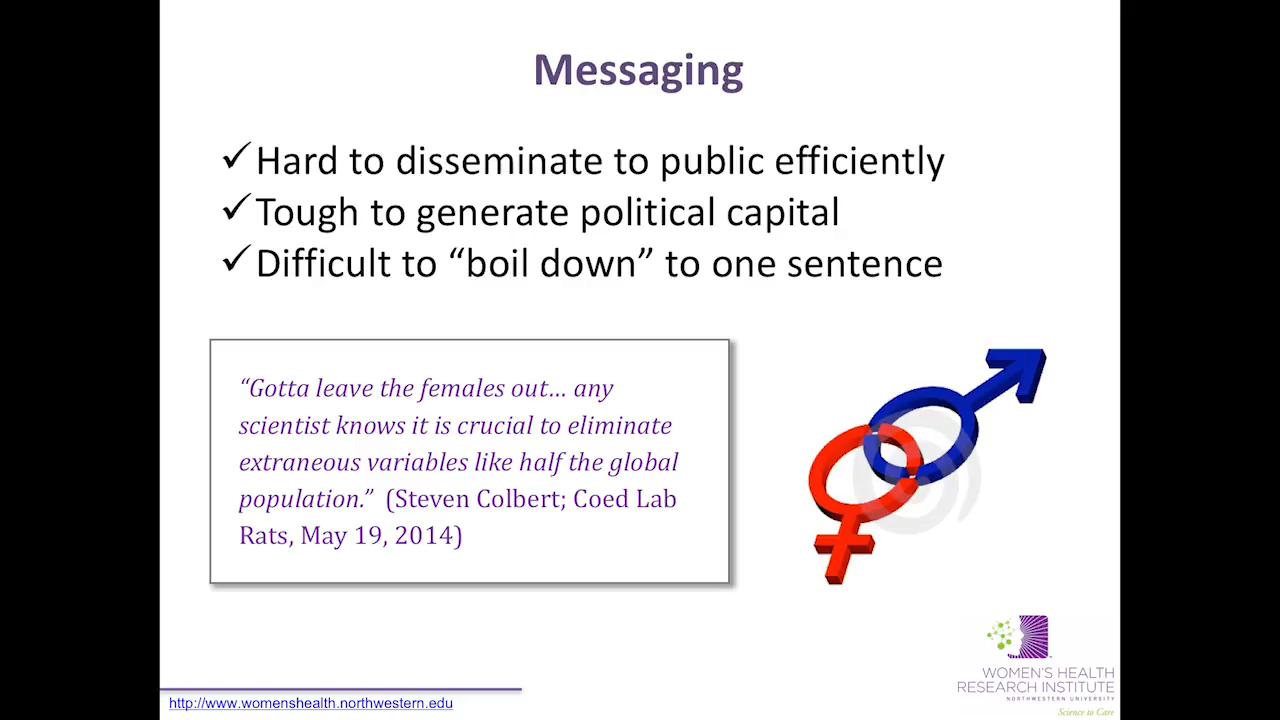 Messaging
✓Hard to disseminate to public efficiently
✓Tough to generate political capital
✓Difficult to “boil down” to one sentence
“Gotta leave the females out… any
scientist knows it is crucial to eliminate
extraneous variables like half the global
population.” (Steven Colbert; Coed Lab
Rats, May 19, 2014)
WOMEN'S HEALTH
RESEARCH INSTITUTE
NORTHWESTERN UNIVERSITY
Science to Care
http://www.womenshealth.northwestern.edu